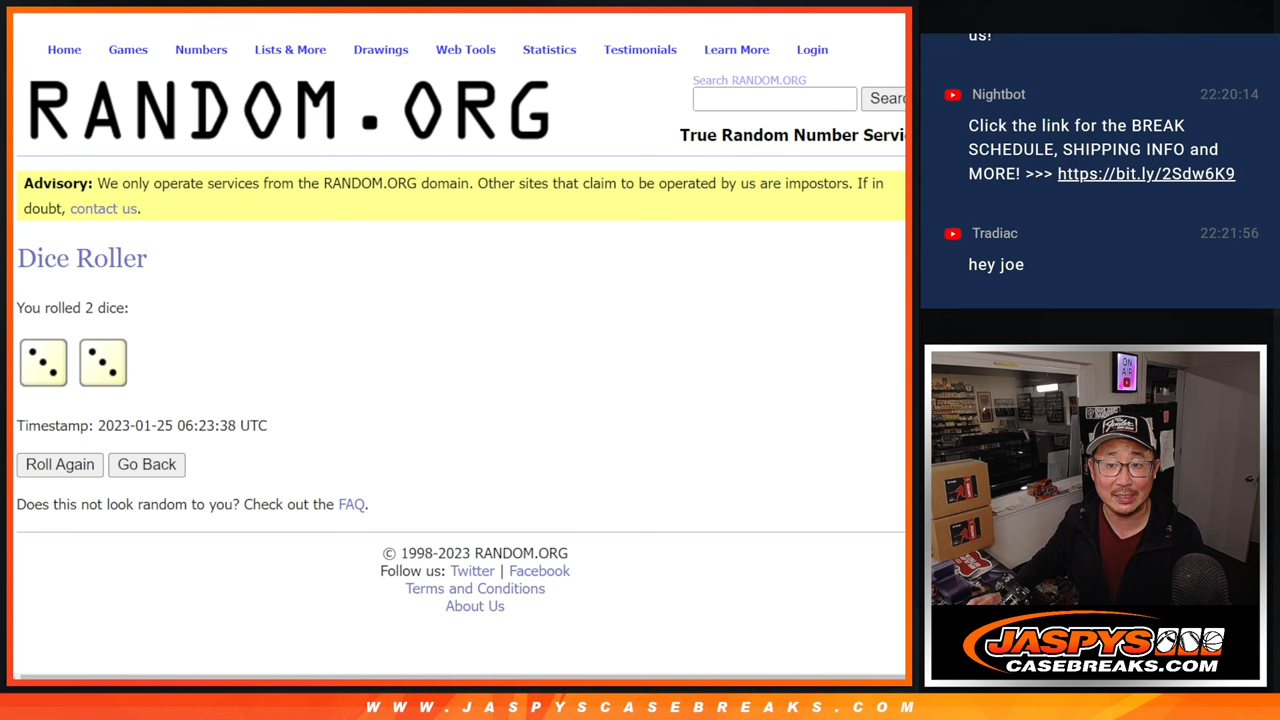 Home Games Numbers Lists & More Drawings Web Tools Statistics Testimonials Learn More Login
RANDOM.ORG
Search RANDOM.ORG
Searc
True Random Number Servi
Advisory: We only operate services from the RANDOM.ORG domain. Other sites that claim to be operated by us are impostors. If in
doubt, contact us.
Dice Roller
You rolled 2 dice:
Timestamp: 2023-01-25 06:23:38 UTC
Roll Again Go Back
Does this not look random to you? Check out the FAQ.
© 1998-2023 RANDOM.ORG
Follow us: Twitter | Facebook
Terms and Conditions
About Us
us!
Nightbot 22:20:14
Click the link for the BREAK
SCHEDULE, SHIPPING INFO and
MORE! >>> https://bit.ly/2Sdw6K9
Tradiac 22:21:56
hey joe
ON
AIR
Fender
JASPYS
CASEBREAKS.COM
WWW.JASPYSCASEBREAKS.COM